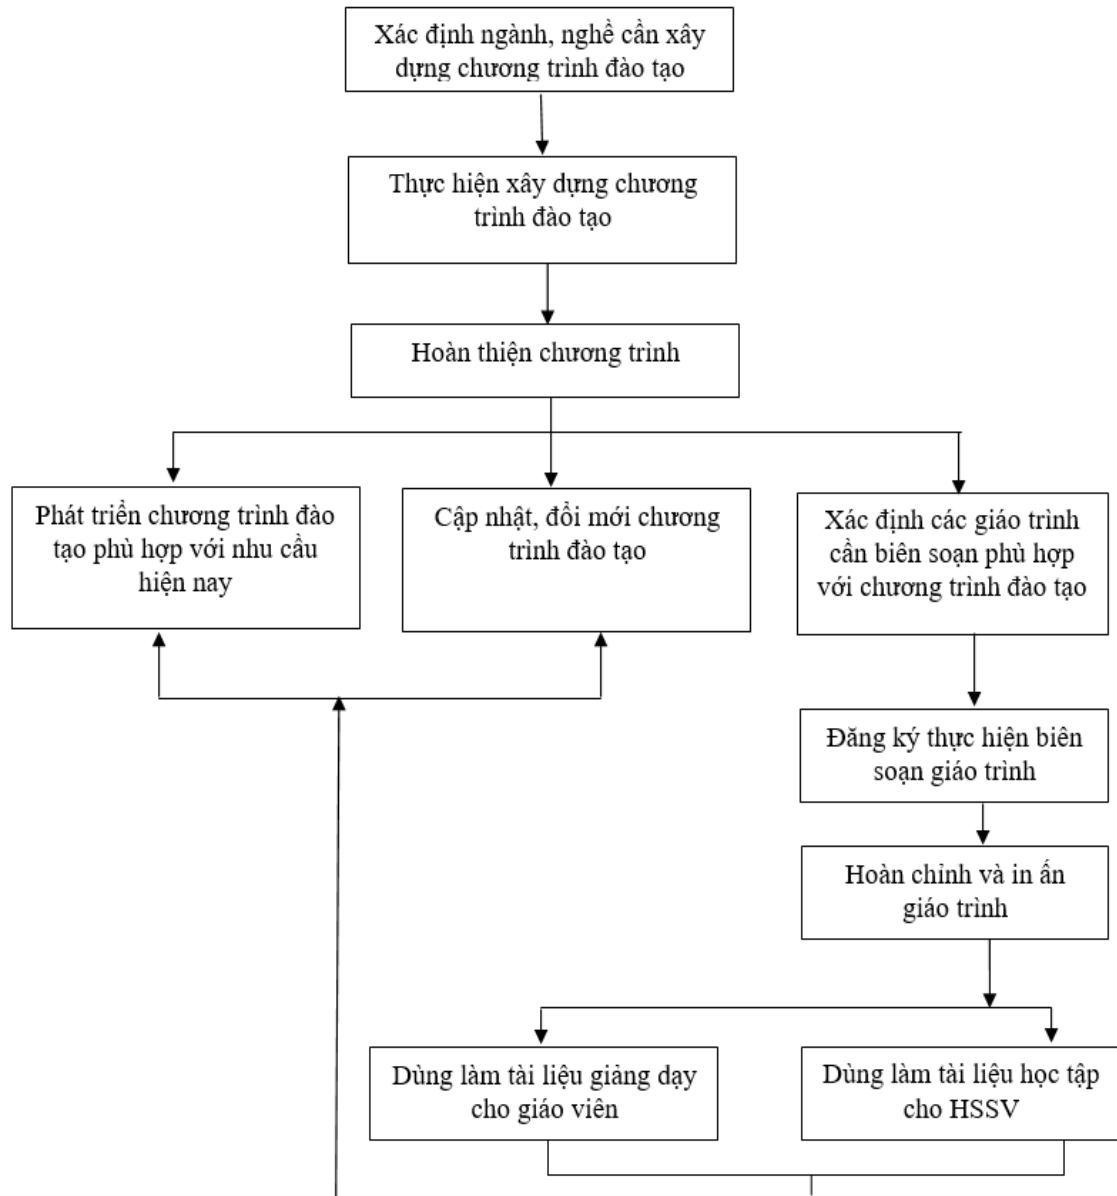 Xác định ngành, nghề cần xây
dựng chương trình đào tạo
Thực hiện xây dựng chương
trình đào tạo
Hoàn thiện chương trình
Phát triển chương trình đào
tạo phù hợp với nhu cầu
hiện nay
Cập nhật, đổi mới chương
trình đào tạo
Xác định các giáo trình
cần biên soạn phù hợp
với chương trình đào tạo
Đăng ký thực hiện biên
soạn giáo trình
Hoàn chỉnh và in ấn
giáo trình
Dùng làm tài liệu giảng dạy
cho giáo viên
Dùng làm tài liệu học tập
cho HSSV